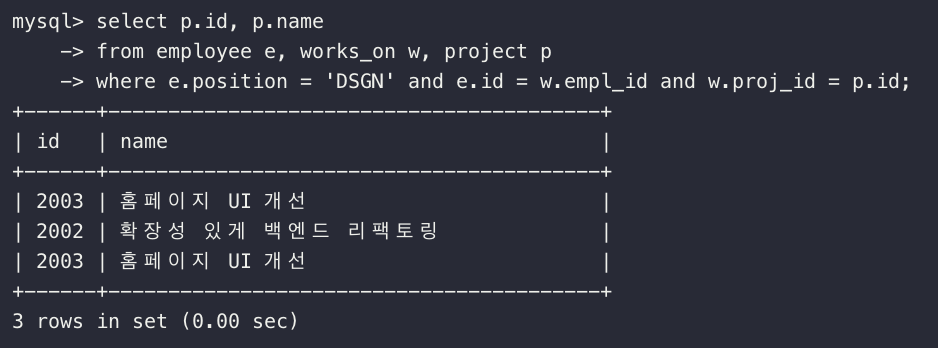 mysql> select p.id, p.name
    -> from employee e, works_on w, project p
    -> where e.position = 'DSGN' and e.id = w.empl_id and w.proj_id = p.id;
+------+-----------------------------------------+
| id   | name                                    |
+------+-----------------------------------------+
| 2003 | 홈페이지 UI 개선                         |
| 2002 | 확장성 있게 백엔드 리팩토링              |
| 2003 | 홈페이지 UI 개선                         |
+------+-----------------------------------------+
3 rows in set (0.00 sec)